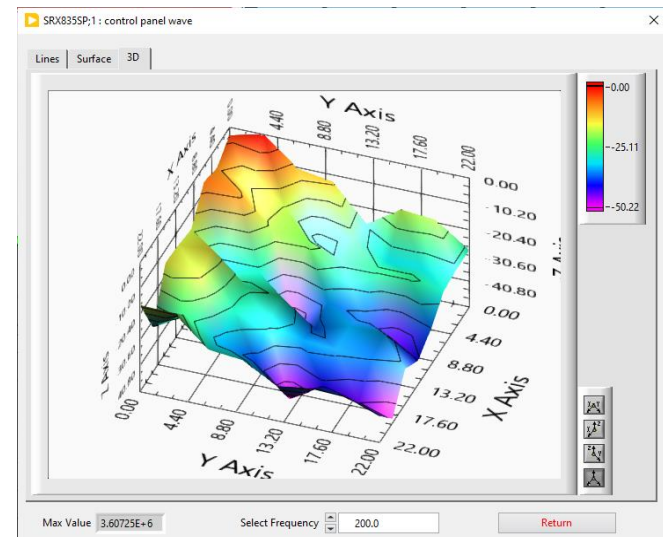 SRX835SP;1 : control panel wave
Lines Surface 3D
Y Axis
4.40 8.80 13.20 17.60 22.00
X Axis
0.00
-10.20
-20.40
-30.60
-40.80
0.00
4.40
8.80
13.20
17.60
22.00
X Axis
0.00 4.40 8.80 13.20 17.60 22.00
Y Axis
-0.00
-25.11
-50.22
Max Value 3.60725E+6 Select Frequency 200.0 Return